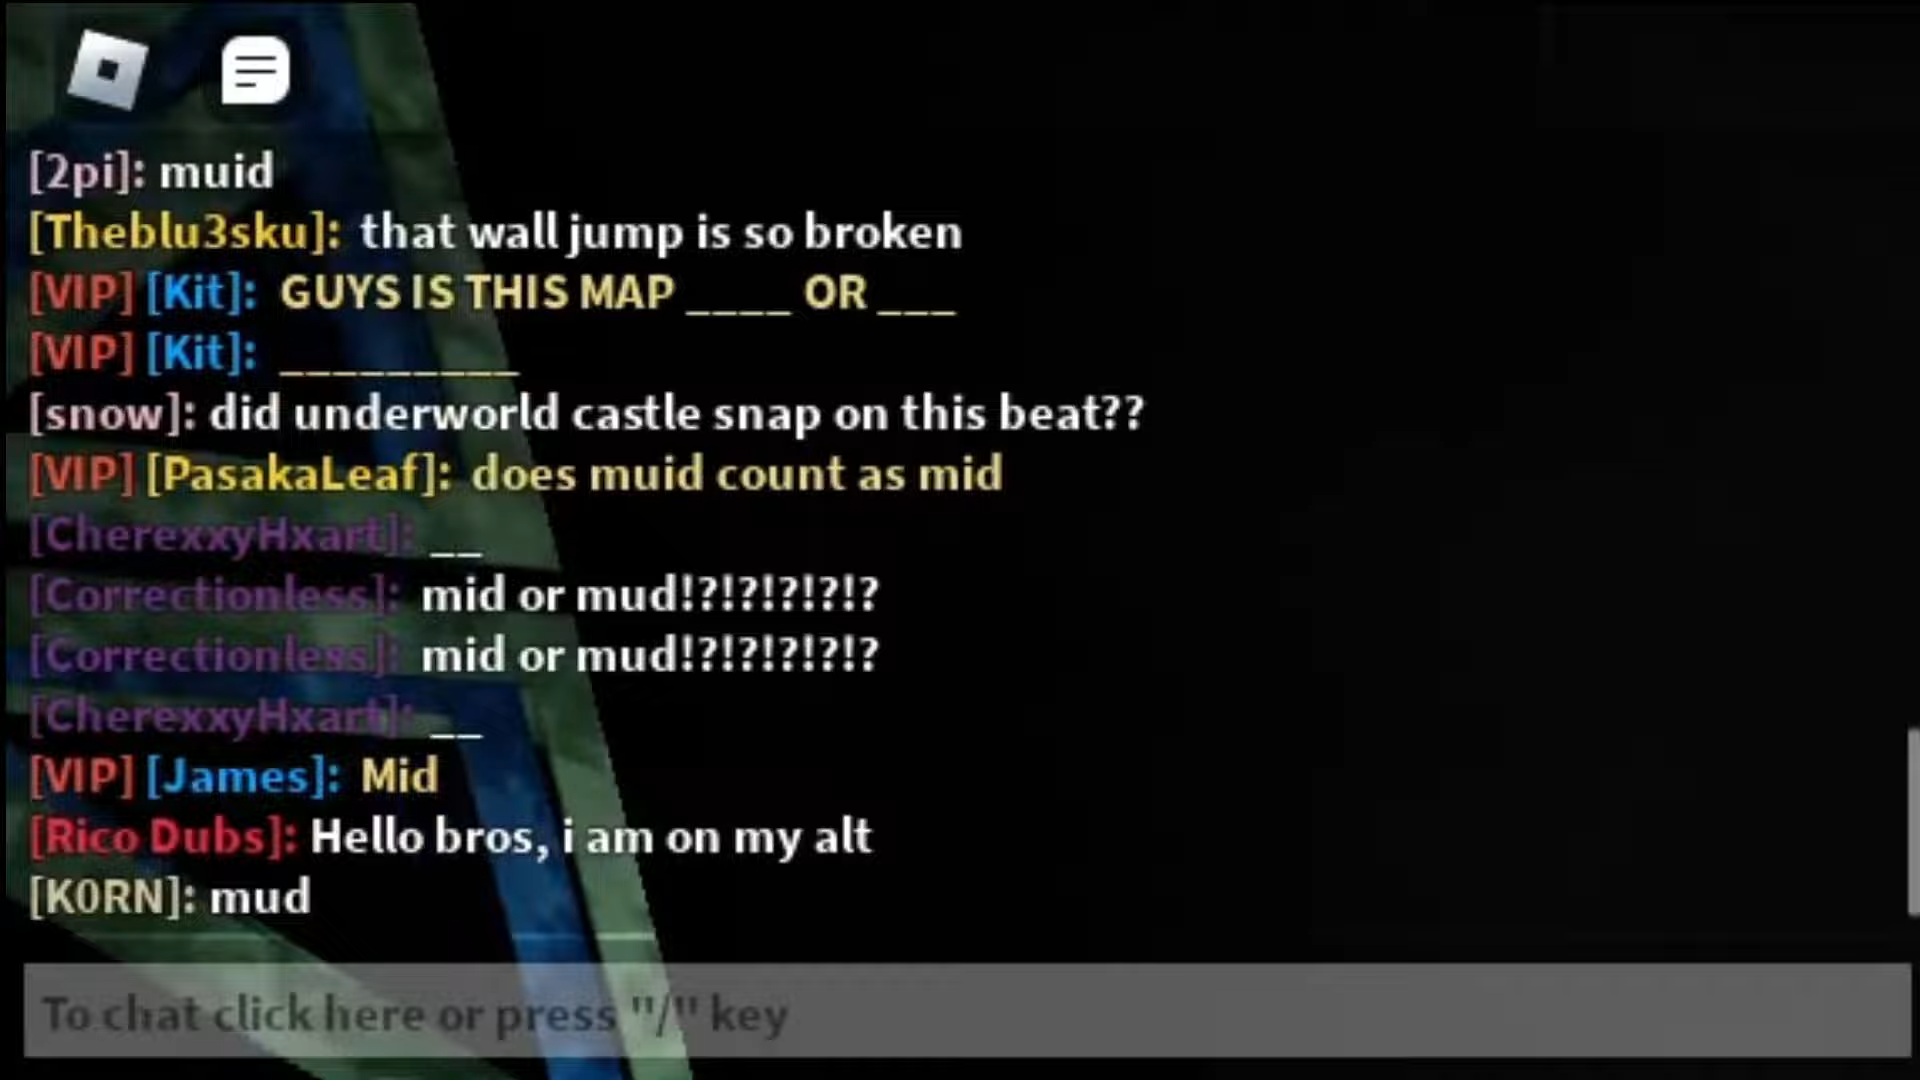 [2pi]: muid
[Theblu3sku]: that wall jump is so broken
[VIP] [Kit]: GUYS IS THIS MAP ____ OR ___
[VIP] [Kit]: _________
[snow]: did underworld castle snap on this beat??
[VIP] [PasakaLeaf]: does muid count as mid
[CherexxyHxart]: __
[Correctionless]: mid or mud!?!?!?!?!?
[Correctionless]: mid or mud!?!?!?!?!?
[CherexxyHxart]: __
[VIP] [James]: Mid
[Rico Dubs]: Hello bros, i am on my alt
[K0RN]: mud
To chat click here or press "/" key